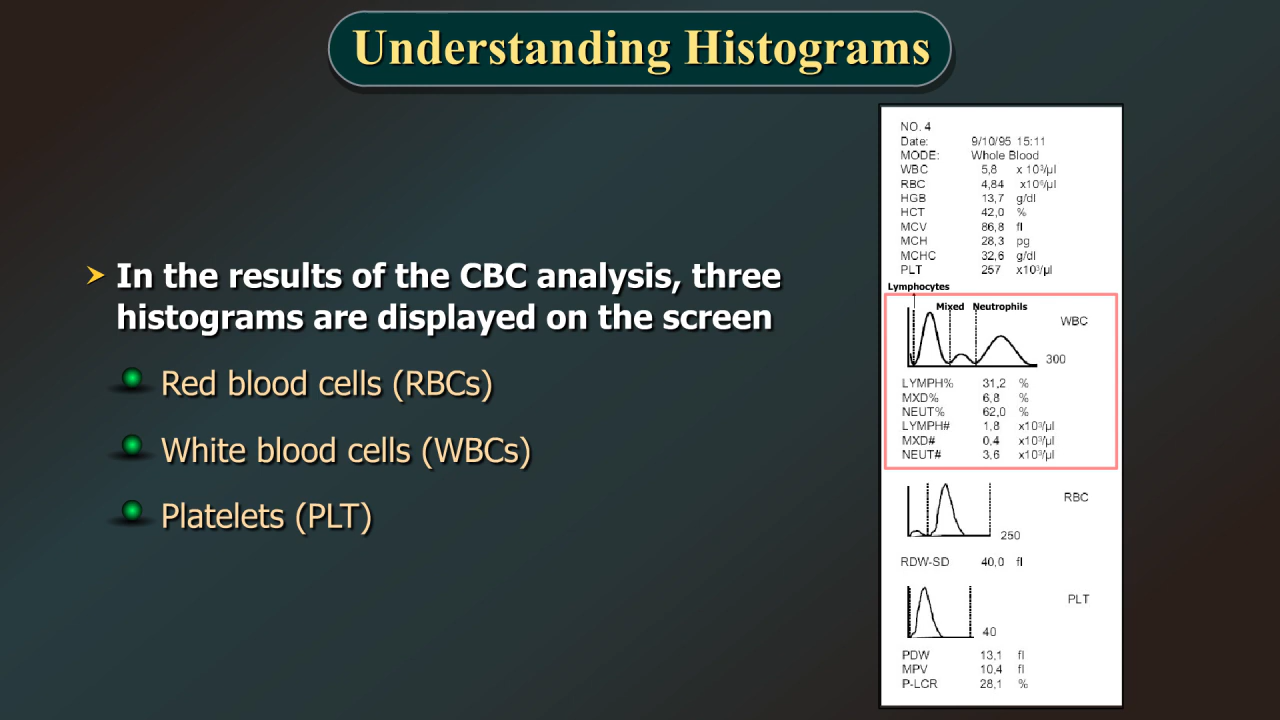 Understanding Histograms
In the results of the CBC analysis, three
histograms are displayed on the screen
Red blood cells (RBCs)
White blood cells (WBCs)
Platelets (PLT)
NO. 4
Date: 9/10/95 15:11
MODE: Whole Blood
WBC 5,8 x 10³/µl
RBC 4,84 x10⁶/µl
HGB 13,7 g/dl
HCT 42,0 %
MCV 86,8 fl
MCH 28,3 pg
MCHC 32,6 g/dl
PLT 257 x10³/µl
Lymphocytes
Mixed Neutrophils
WBC
300
LYMPH% 31,2 %
MXD% 6,8 %
NEUT% 62,0 %
LYMPH# 1,8 x10³/µl
MXD# 0,4 x10³/µl
NEUT# 3,6 x10³/µl
RBC
250
RDW-SD 40,0 fl
PLT
40
PDW 13,1 fl
MPV 10,4 fl
P-LCR 28,1 %